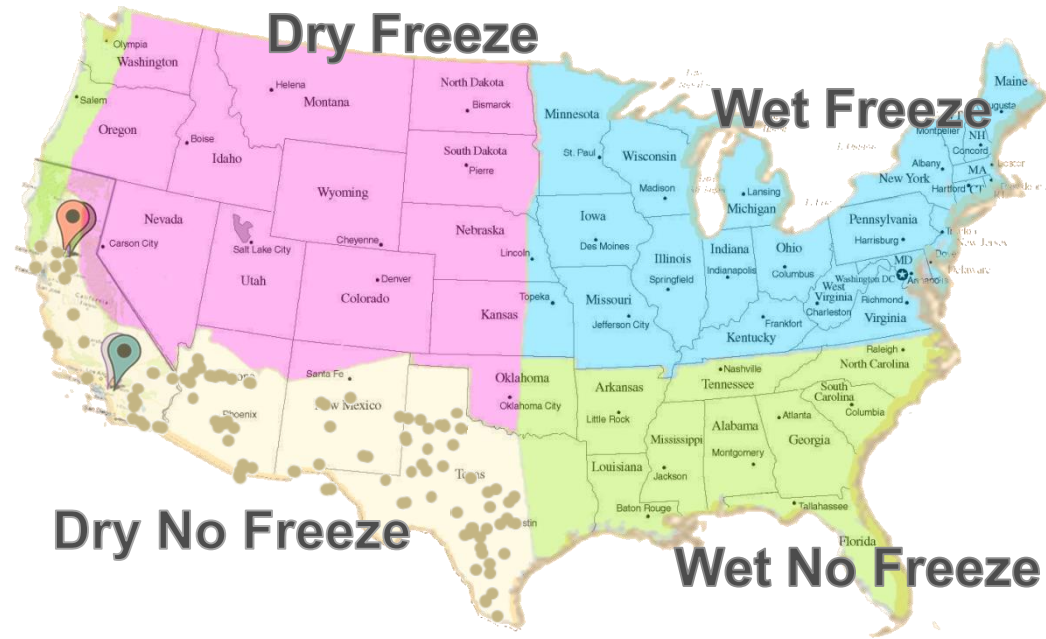 Dry Freeze
Wet Freeze
Dry No Freeze
Wet No Freeze
Olympia
Washington
Salem
Oregon
Helena
Montana
Boise
Idaho
North Dakota
Bismarck
South Dakota
Pierre
Wyoming
Cheyenne
Nevada
Carson City
Salt Lake City
Utah
Denver
Colorado
Nebraska
Lincoln
Topeka
Kansas
Minnesota
St. Paul
Wisconsin
Madison
Iowa
Des Moines
Missouri
Jefferson City
Illinois
Springfield
Lansing
Michigan
Indiana
Indianapolis
Ohio
Columbus
Kentucky
Frankfort
West
Virginia
Charleston
Virginia
Richmond
Washington DC
MD
Pennsylvania
Harrisburg
New York
Albany
Maine
NH
Concord
MA
Hartford
CT
New Jersey
Delaware
Santa Fe
New Mexico
Phoenix
Oklahoma
Oklahoma City
Arkansas
Little Rock
Louisiana
Baton Rouge
Mississippi
Jackson
Alabama
Montgomery
Nashville
Tennessee
Raleigh
North Carolina
South
Carolina
Columbia
Atlanta
Georgia
Tallahassee
Florida